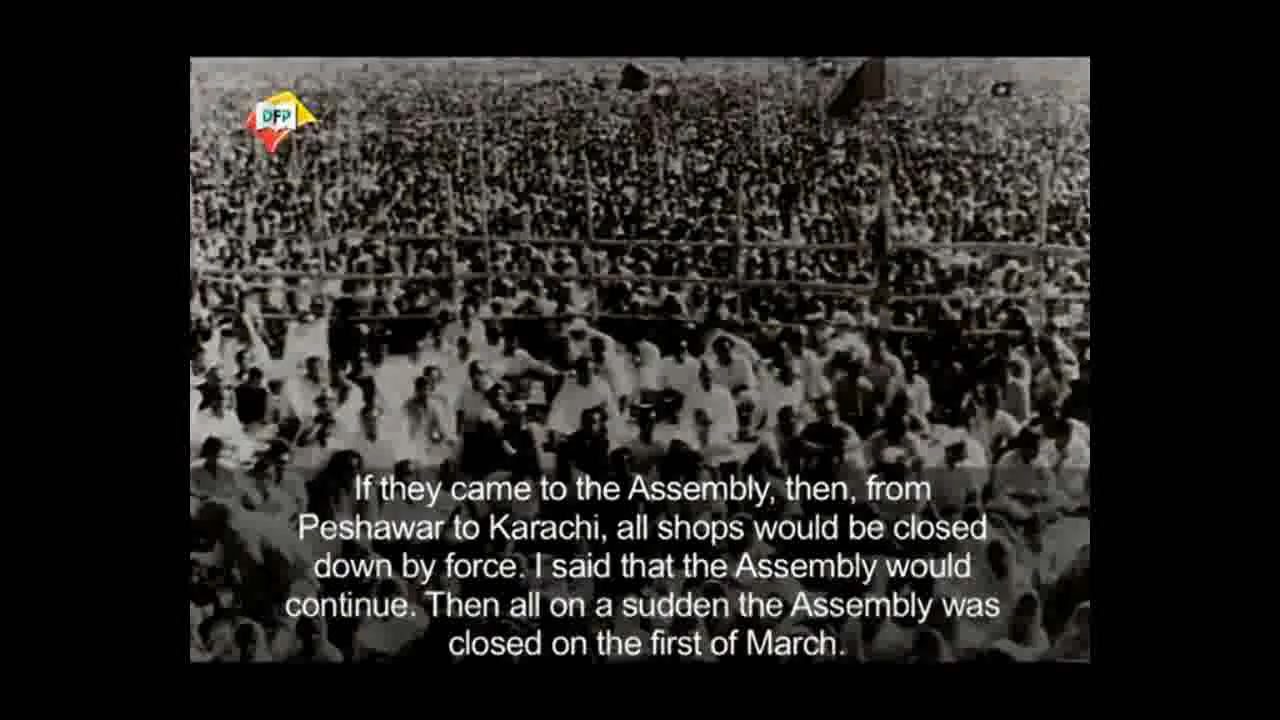 DFP
If they came to the Assembly, then, from
Peshawar to Karachi, all shops would be closed
down by force. I said that the Assembly would
continue. Then all on a sudden the Assembly was
closed on the first of March.